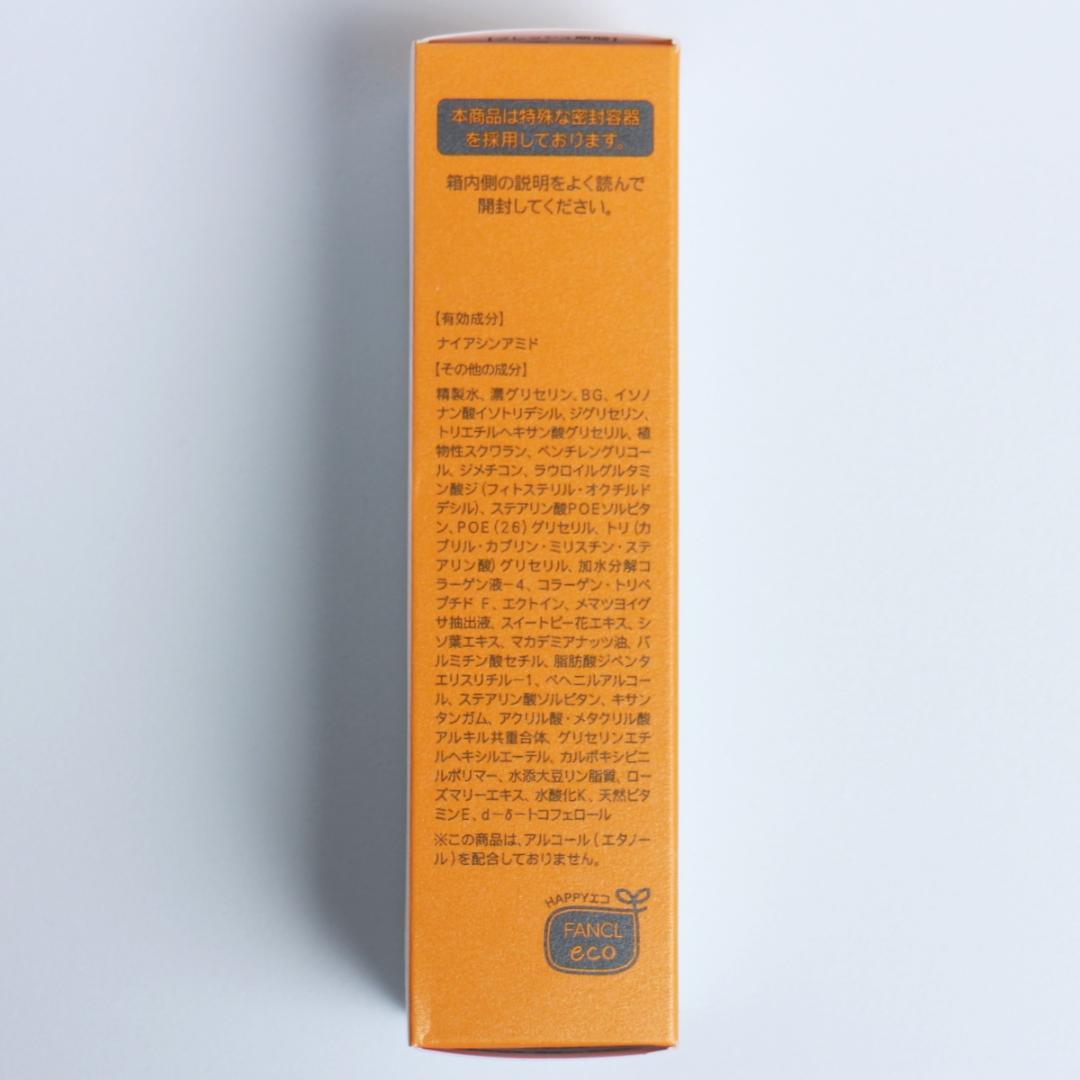 本商品は特殊な密封容器
を採用しております。
箱内側の説明をよく読んで
開封してください。
【有効成分】
ナイアシンアミド
【その他の成分】
精製水、濃グリセリン、BG、イソノ
ナン酸イソトリデシル、ジグリセリン、
トリエチルヘキサン酸グリセリル、植
物性スクワラン、ペンチレングリコー
ル、ジメチコン、ラウロイルグルタミ
ン酸ジ(フィトステリル・オクチルド
デシル)、ステアリン酸POEソルビタ
ン、POE(26)グリセリル、トリ(カ
プリル・カプリン・ミリスチン・ステ
アリン酸)グリセリル、加水分解コ
ラーゲン液-4、コラーゲン・トリペ
プチド F、エクトイン、メマツヨイグ
サ抽出液、スイートピー花エキス、シ
ソ葉エキス、マカデミアナッツ油、パ
ルミチン酸セチル、脂肪酸ジペンタ
エリスリチル-1、ベヘニルアルコー
ル、ステアリン酸ソルビタン、キサン
タンガム、アクリル酸・メタクリル酸
アルキル共重合体、グリセリンエチ
ルヘキシルエーテル、カルボキシビニ
ルポリマー、水添大豆リン脂質、ロー
ズマリーエキス、水酸化K、天然ビタ
ミンE、d-δ-トコフェロール
※この商品は、アルコール(エタノー
ル)を配合しておりません。
HAPPYエコ
FANCL
eco